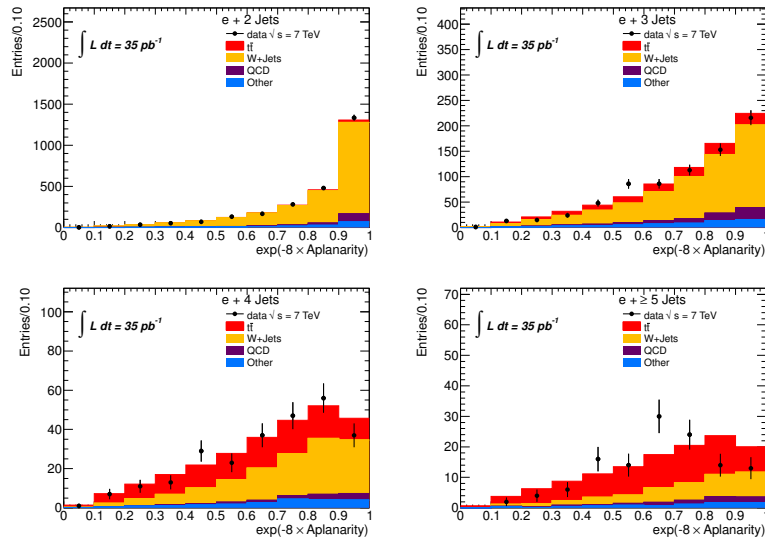 e + 2 Jets
Entries/0.10
2500
2000
1500
1000
500
0
∫ L dt = 35 pb⁻¹
data √ s = 7 TeV
tt̄
W+Jets
QCD
Other
0 0.1 0.2 0.3 0.4 0.5 0.6 0.7 0.8 0.9 1
exp(-8 × Aplanarity)
e + 3 Jets
Entries/0.10
400
350
300
250
200
150
100
50
0
∫ L dt = 35 pb⁻¹
data √ s = 7 TeV
tt̄
W+Jets
QCD
Other
0 0.1 0.2 0.3 0.4 0.5 0.6 0.7 0.8 0.9 1
exp(-8 × Aplanarity)
e + 4 Jets
Entries/0.10
100
80
60
40
20
0
∫ L dt = 35 pb⁻¹
data √ s = 7 TeV
tt̄
W+Jets
QCD
Other
0 0.1 0.2 0.3 0.4 0.5 0.6 0.7 0.8 0.9 1
exp(-8 × Aplanarity)
e + ≥ 5 Jets
Entries/0.10
70
60
50
40
30
20
10
0
∫ L dt = 35 pb⁻¹
data √ s = 7 TeV
tt̄
W+Jets
QCD
Other
0 0.1 0.2 0.3 0.4 0.5 0.6 0.7 0.8 0.9 1
exp(-8 × Aplanarity)